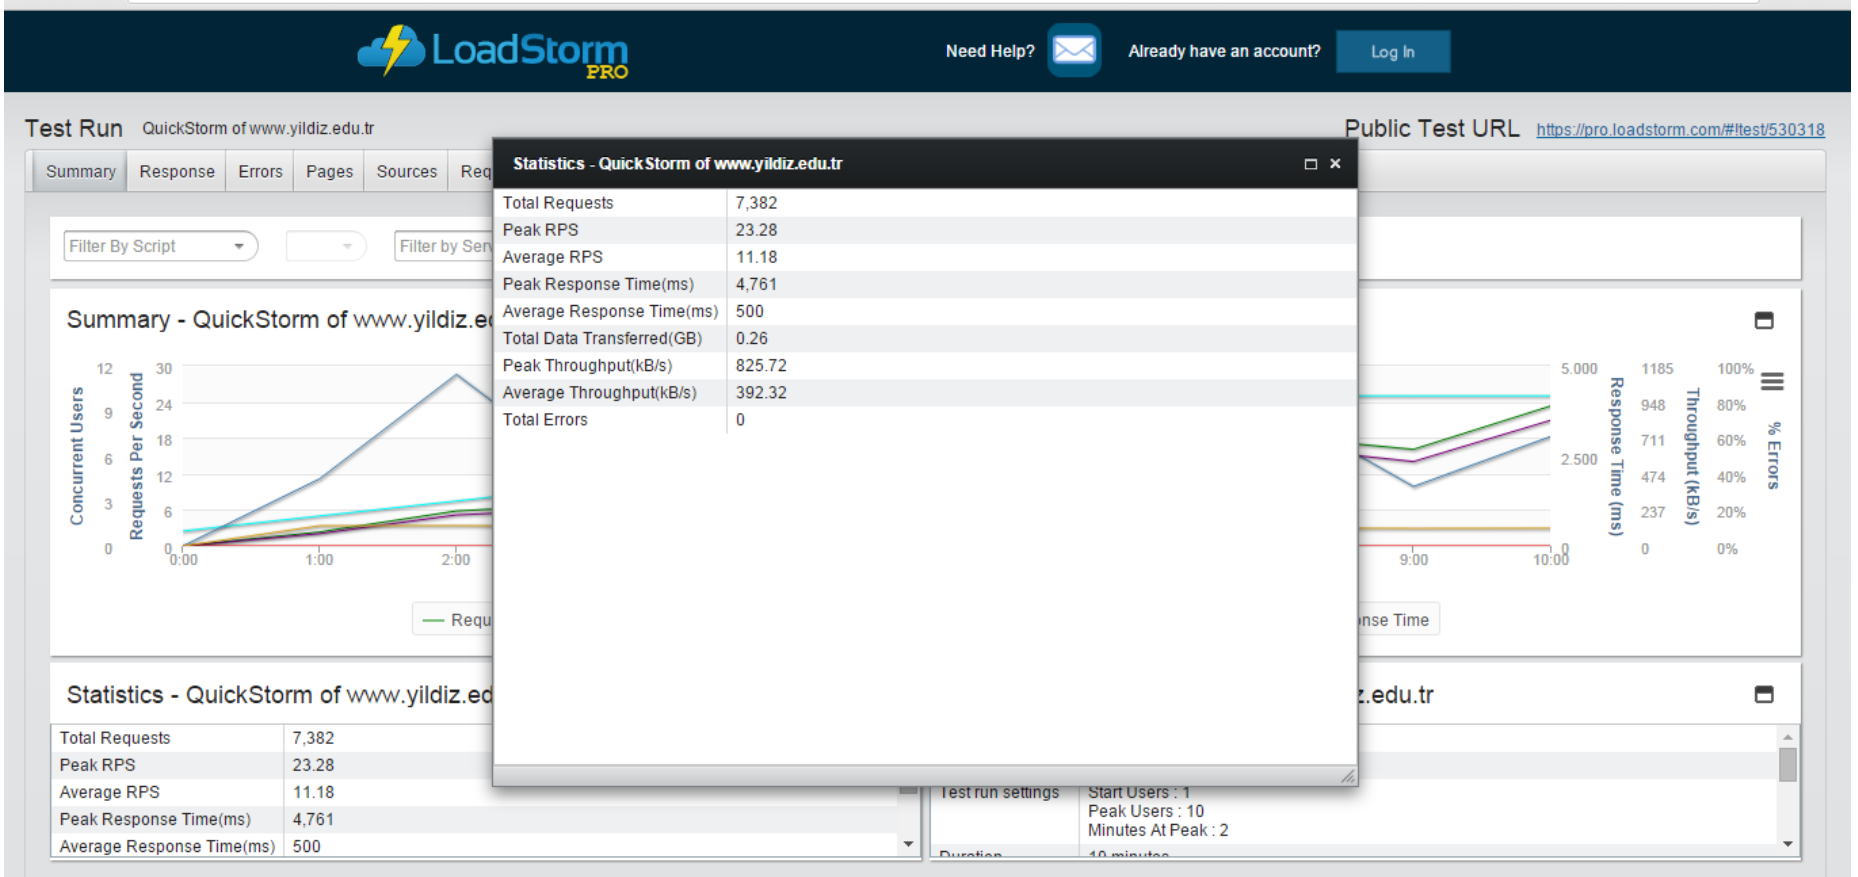 LoadStorm
PRO
Need Help?
Already have an account?
Log In
Test Run QuickStorm of www.yildiz.edu.tr
Public Test URL https://pro.loadstorm.com/#!test/530318
Summary Response Errors Pages Sources Req
Filter By Script
Filter by Serv
Statistics - QuickStorm of www.yildiz.edu.tr
Total Requests 7,382
Peak RPS 23.28
Average RPS 11.18
Peak Response Time(ms) 4,761
Average Response Time(ms) 500
Total Data Transferred(GB) 0.26
Peak Throughput(kB/s) 825.72
Average Throughput(kB/s) 392.32
Total Errors 0
Summary - QuickStorm of www.yildiz.e
Concurrent Users
12
9
6
3
0
Requests Per Second
30
24
18
12
6
0
0:00 1:00 2:00 9:00 10:00
5.000
2.500
0
Response Time (ms)
1185
948
711
474
237
0
Throughput (kB/s)
100%
80%
60%
40%
20%
0%
% Errors
Requ
nse Time
Statistics - QuickStorm of www.yildiz.ed
Total Requests 7,382
Peak RPS 23.28
Average RPS 11.18
Peak Response Time(ms) 4,761
Average Response Time(ms) 500
z.edu.tr
Test run settings Start Users : 1
Peak Users : 10
Minutes At Peak : 2
Duration 10 minutes